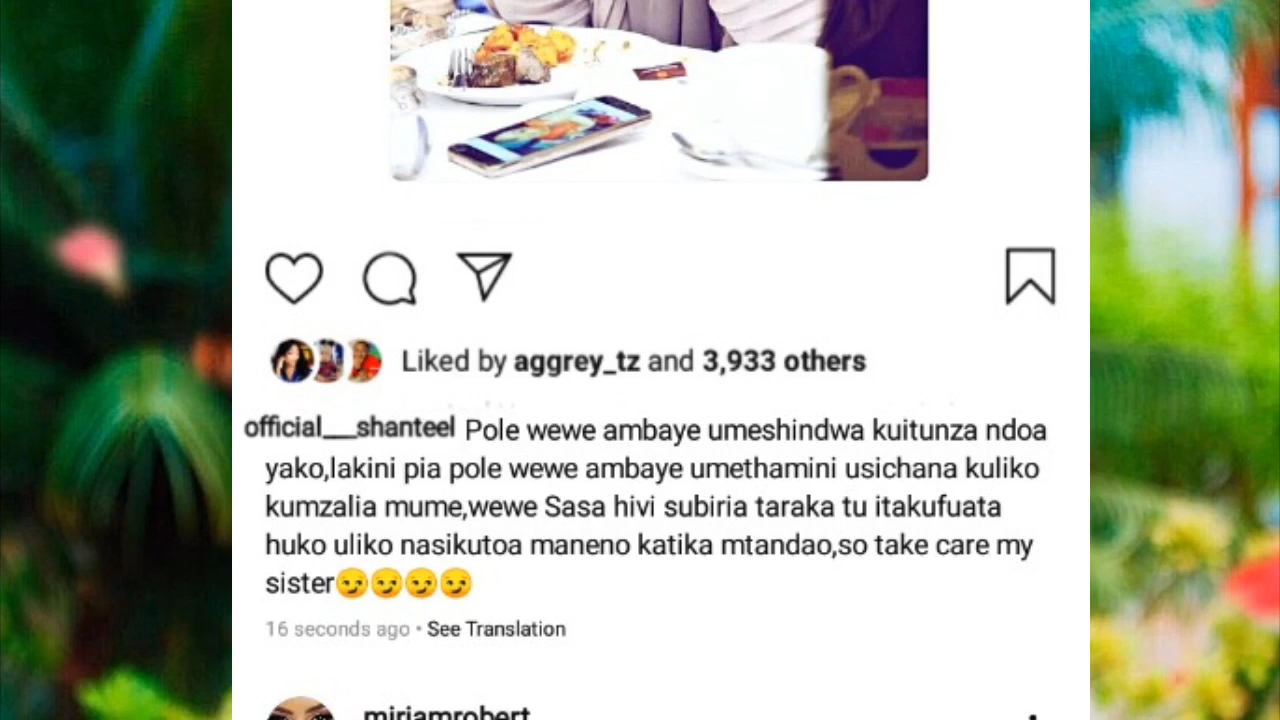 Liked by aggrey_tz and 3,933 others
official__shanteel Pole wewe ambaye umeshindwa kuitunza ndoa
yako,lakini pia pole wewe ambaye umethamini usichana kuliko
kumzalia mume,wewe Sasa hivi subiria taraka tu itakufuata
huko uliko nasikutoa maneno katika mtandao,so take care my
sister😏😏😏😏
16 seconds ago • See Translation
miriamrobert